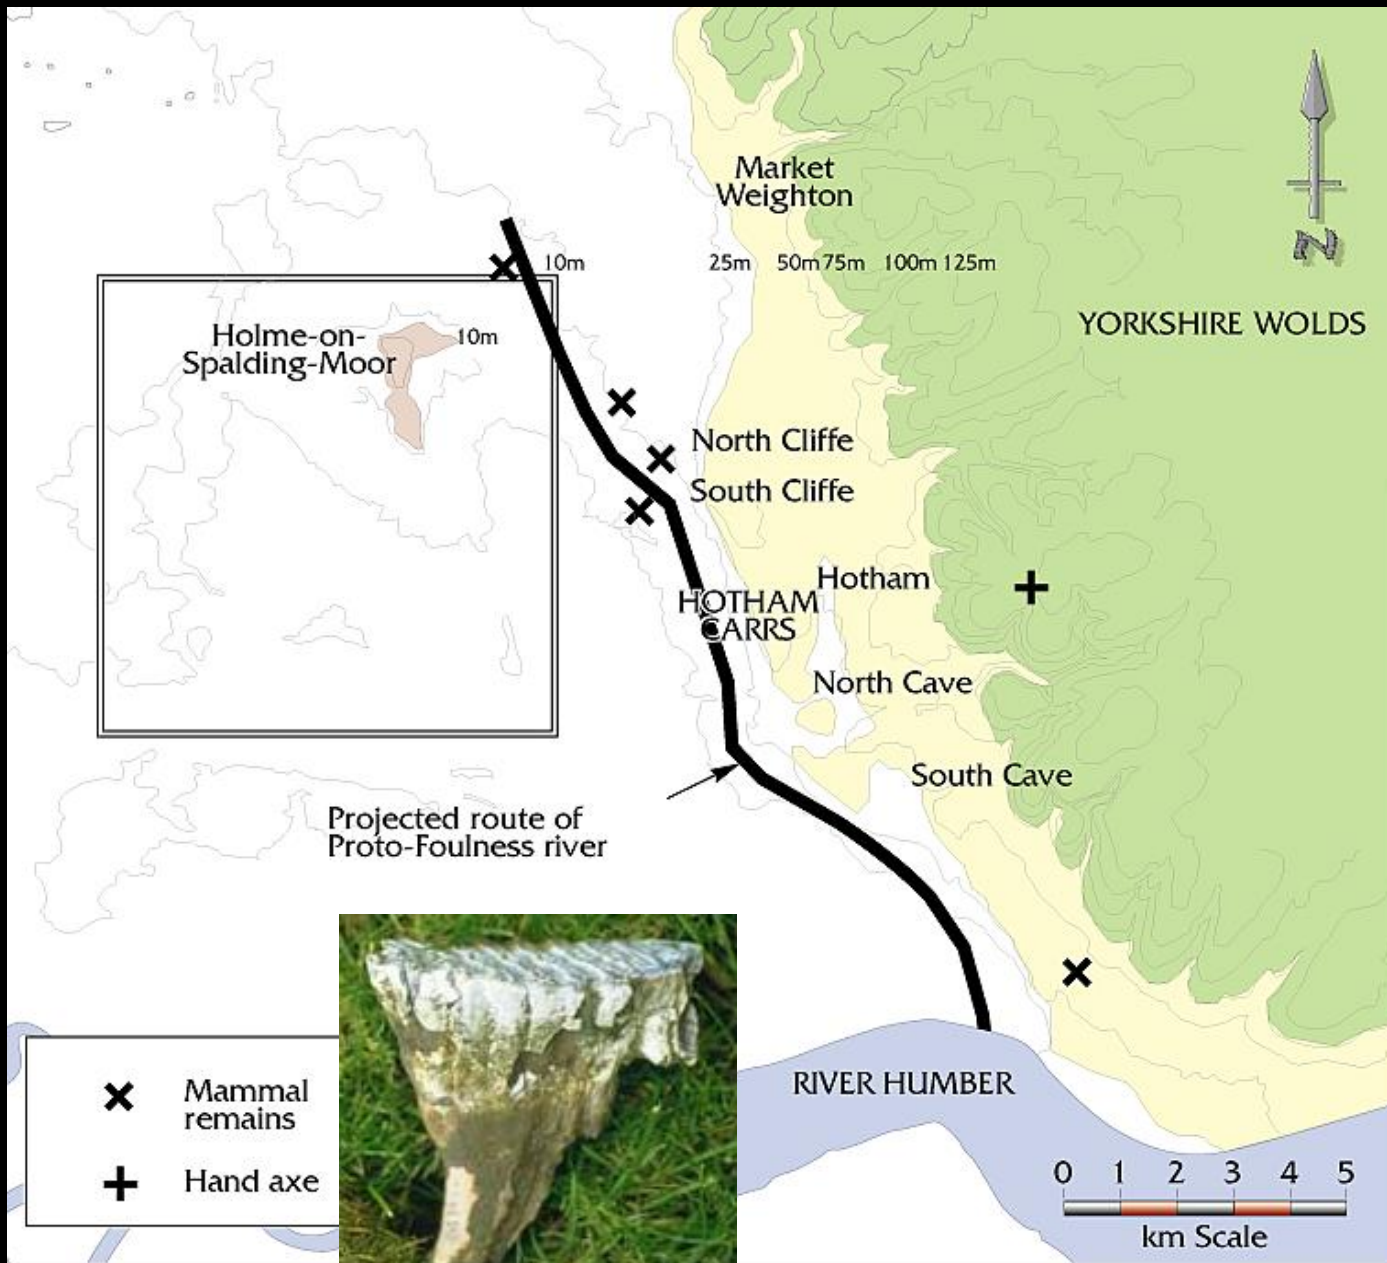 Market
Weighton
10m
25m
50m
75m
100m
125m
YORKSHIRE WOLDS
N
Holme-on-
Spalding-Moor
10m
North Cliffe
South Cliffe
Hotham
HOTHAM
CARRS
North Cave
South Cave
Projected route of
Proto-Foulness river
RIVER HUMBER
Mammal
remains
Hand axe
0 1 2 3 4 5
km Scale